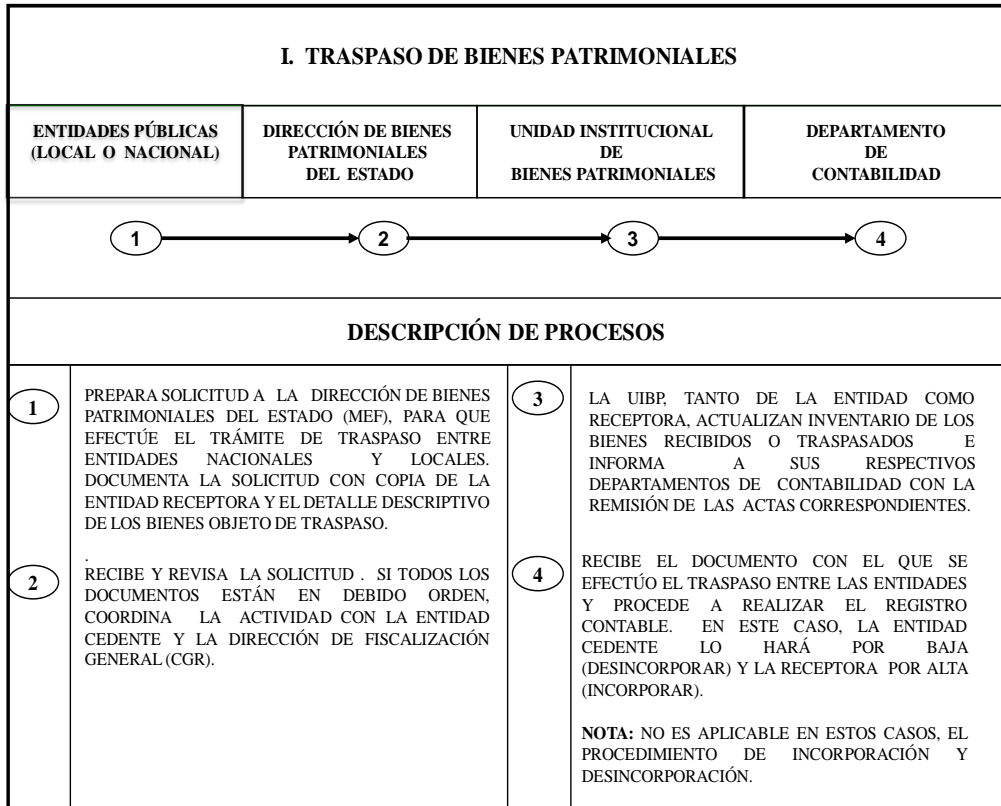 I. TRASPASO DE BIENES PATRIMONIALES
ENTIDADES PÚBLICAS
(LOCAL O NACIONAL)
DIRECCIÓN DE BIENES
PATRIMONIALES
DEL ESTADO
UNIDAD INSTITUCIONAL
DE
BIENES PATRIMONIALES
DEPARTAMENTO
DE
CONTABILIDAD
1
2
3
4
DESCRIPCIÓN DE PROCESOS
1
PREPARA SOLICITUD A LA DIRECCIÓN DE BIENES
PATRIMONIALES DEL ESTADO (MEF), PARA QUE
EFECTÚE EL TRÁMITE DE TRASPASO ENTRE
ENTIDADES NACIONALES Y LOCALES.
DOCUMENTA LA SOLICITUD CON COPIA DE LA
ENTIDAD RECEPTORA Y EL DETALLE DESCRIPTIVO
DE LOS BIENES OBJETO DE TRASPASO.
.
2
RECIBE Y REVISA LA SOLICITUD . SI TODOS LOS
DOCUMENTOS ESTÁN EN DEBIDO ORDEN,
COORDINA LA ACTIVIDAD CON LA ENTIDAD
CEDENTE Y LA DIRECCIÓN DE FISCALIZACIÓN
GENERAL (CGR).
3
LA UIBP, TANTO DE LA ENTIDAD COMO
RECEPTORA, ACTUALIZAN INVENTARIO DE LOS
BIENES RECIBIDOS O TRASPASADOS E
INFORMA A SUS RESPECTIVOS
DEPARTAMENTOS DE CONTABILIDAD CON LA
REMISIÓN DE LAS ACTAS CORRESPONDIENTES.
4
RECIBE EL DOCUMENTO CON EL QUE SE
EFECTÚO EL TRASPASO ENTRE LAS ENTIDADES
Y PROCEDE A REALIZAR EL REGISTRO
CONTABLE. EN ESTE CASO, LA ENTIDAD
CEDENTE LO HARÁ POR BAJA
(DESINCORPORAR) Y LA RECEPTORA POR ALTA
(INCORPORAR).
NOTA: NO ES APLICABLE EN ESTOS CASOS, EL
PROCEDIMIENTO DE INCORPORACIÓN Y
DESINCORPORACIÓN.